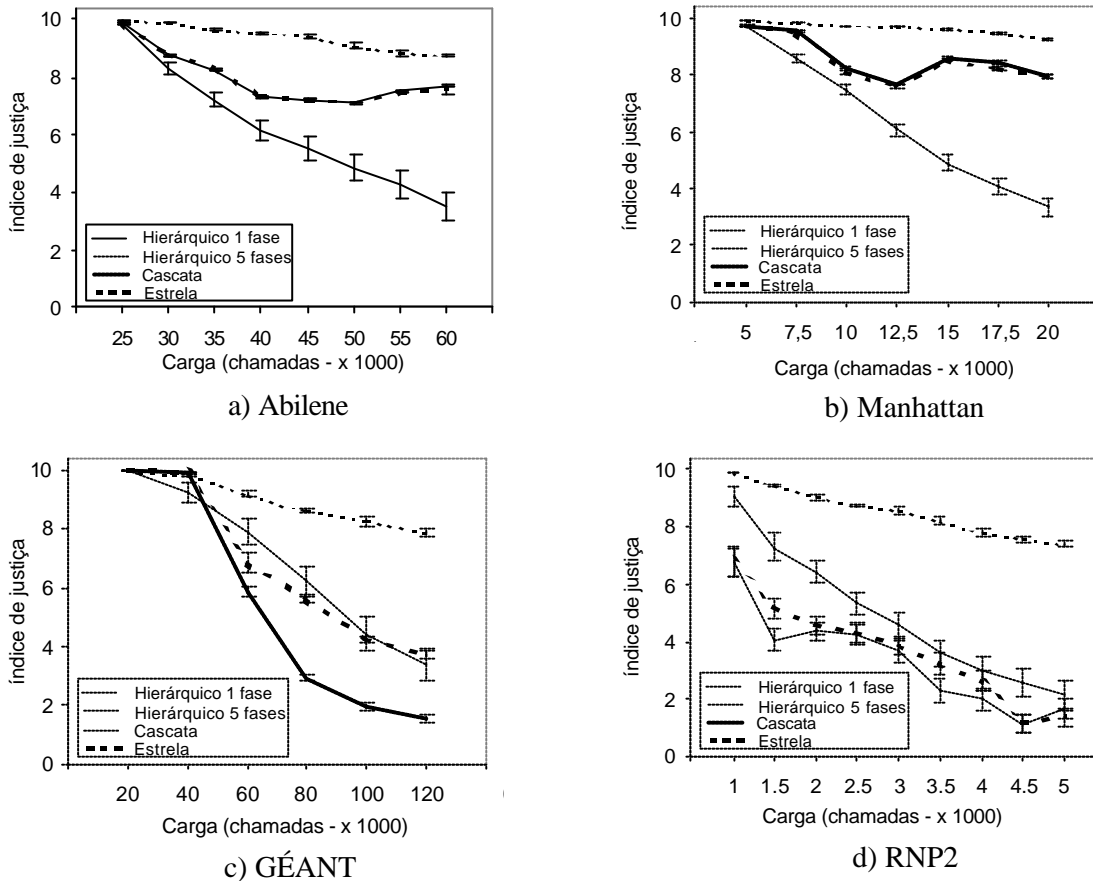 10
8
6
4
2
0
índice de justiça
Hierárquico 1 fase
Hierárquico 5 fases
Cascata
Estrela
25 30 35 40 45 50 55 60
Carga (chamadas - x 1000)
a) Abilene
10
8
6
4
2
0
índice de justiça
Hierárquico 1 fase
Hierárquico 5 fases
Cascata
Estrela
5 7,5 10 12,5 15 17,5 20
Carga (chamadas - x 1000)
b) Manhattan
10
8
6
4
2
0
índice de justiça
Hierárquico 1 fase
Hierárquico 5 fases
Cascata
Estrela
20 40 60 80 100 120
Carga (chamadas - x 1000)
c) GÉANT
10
8
6
4
2
0
índice de justiça
Hierárquico 1 fase
Hierárquico 5 fases
Cascata
Estrela
1 1.5 2 2.5 3 3.5 4 4.5 5
Carga (chamadas - x 1000)
d) RNP2